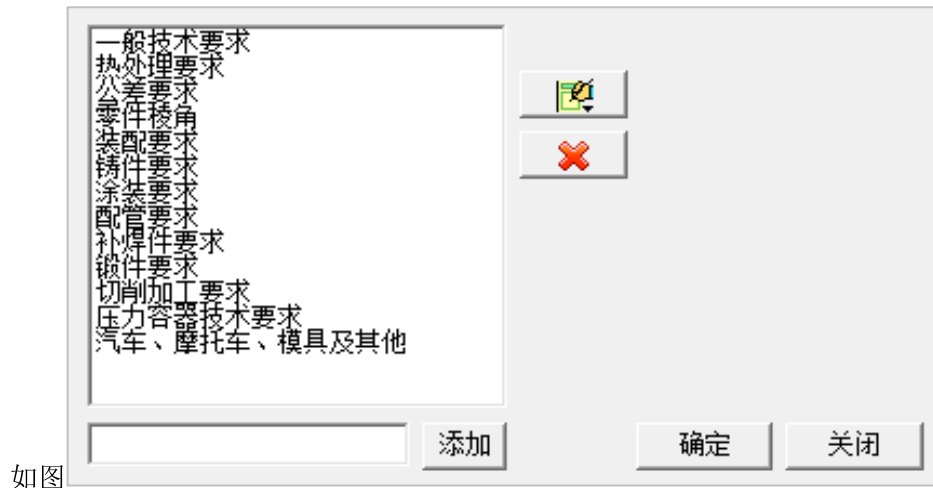 一般技术要求
热处理要求
公差要求
零件棱角
装配要求
铸件要求
涂装要求
配管要求
补焊件要求
锻件要求
切削加工要求
压力容器技术要求
汽车、摩托车、模具及其他
添加
确定
关闭
如图